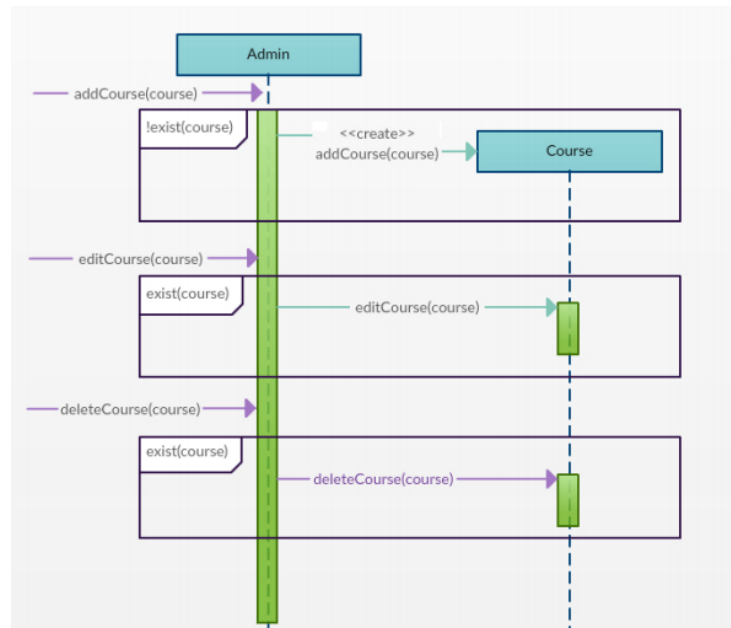 Admin
addCourse(course)
!exist(course)
<<create>>
addCourse(course)
Course
editCourse(course)
exist(course)
editCourse(course)
deleteCourse(course)
exist(course)
deleteCourse(course)